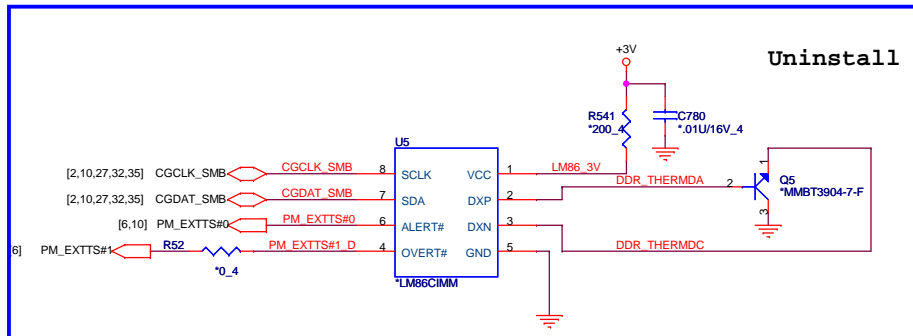 +3V
Uninstall
R541
*200_4
C780
*.01U/16V_4
U5
[2,10,27,32,35] CGCLK_SMB CGCLK_SMB 8 SCLK VCC 1 LM86_3V
[2,10,27,32,35] CGDAT_SMB CGDAT_SMB 7 SDA DXP 2 DDR_THERMDA 2
1
Q5
*MMBT3904-7-F
3
[6,10] PM_EXTTS#0 PM_EXTTS#0 6 ALERT# DXN 3
[6] PM_EXTTS#1 R52 PM_EXTTS#1_D 4 OVERT# GND 5 DDR_THERMDC
*0_4
*LM86CIMM